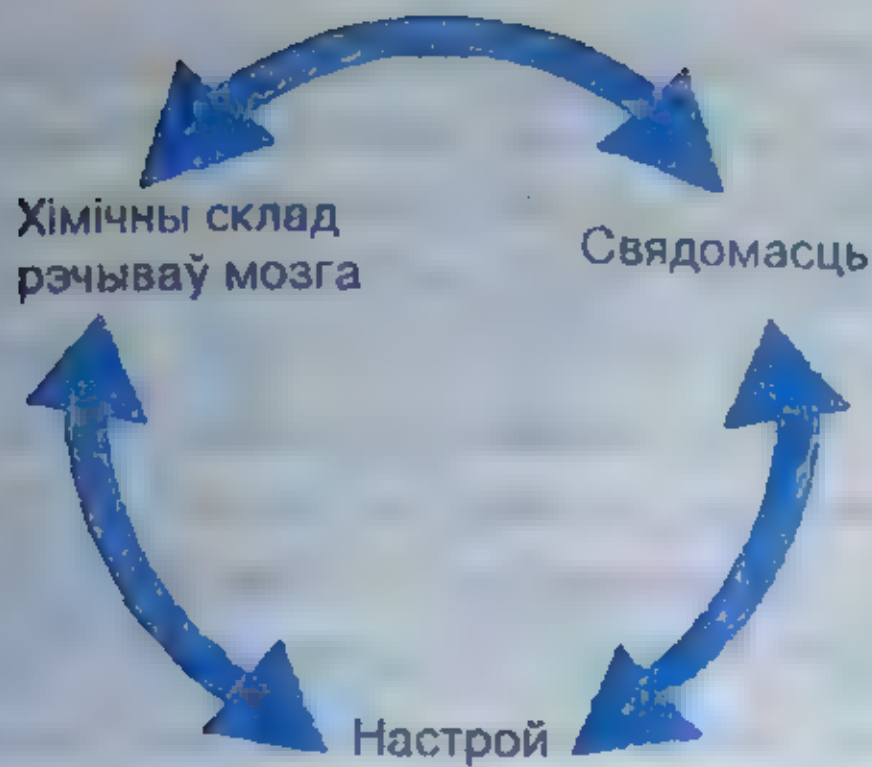 Хімічны склад
рэчываў мозга
Свядомасць
Настрой